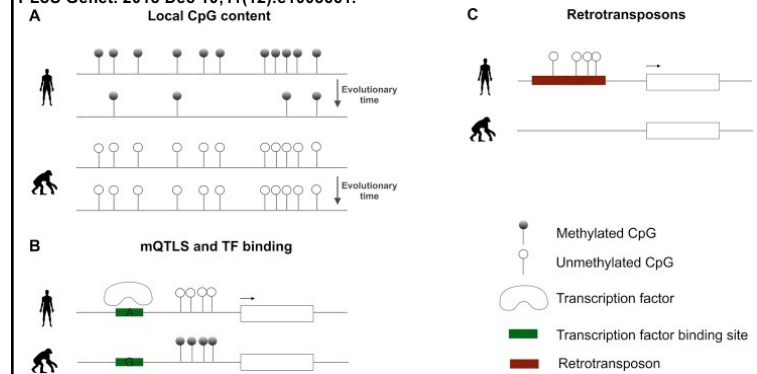 A
Local CpG content
Evolutionary
time
Evolutionary
time
B
mQTLS and TF binding
A
G
C
Retrotransposons
Methylated CpG
Unmethylated CpG
Transcription factor
Transcription factor binding site
Retrotransposon